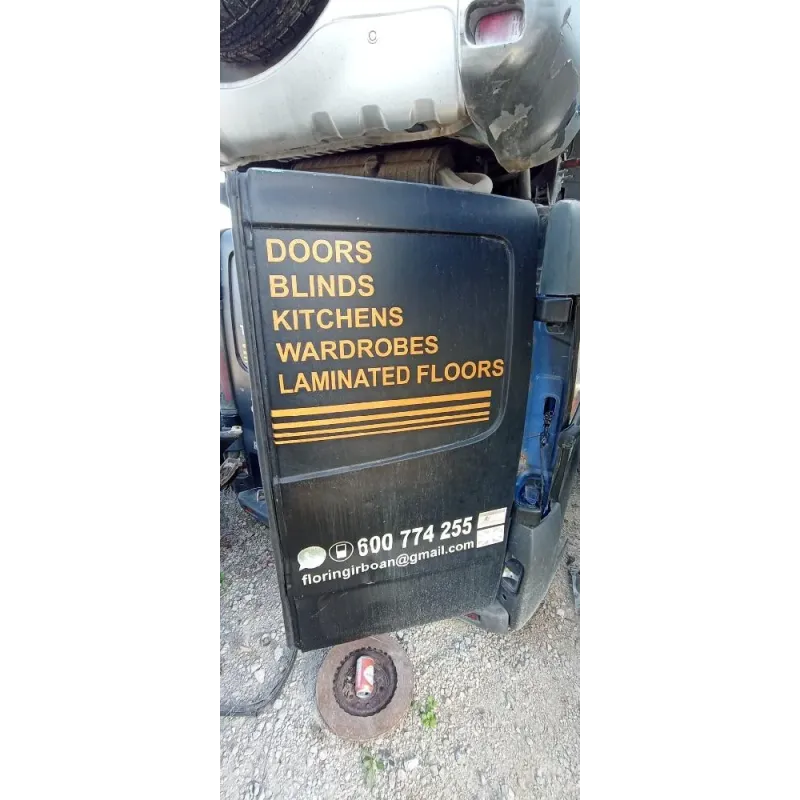 DOORS
BLINDS
KITCHENS
WARDROBES
LAMINATED FLOORS
600 774 255
floringirboan@gmail.com